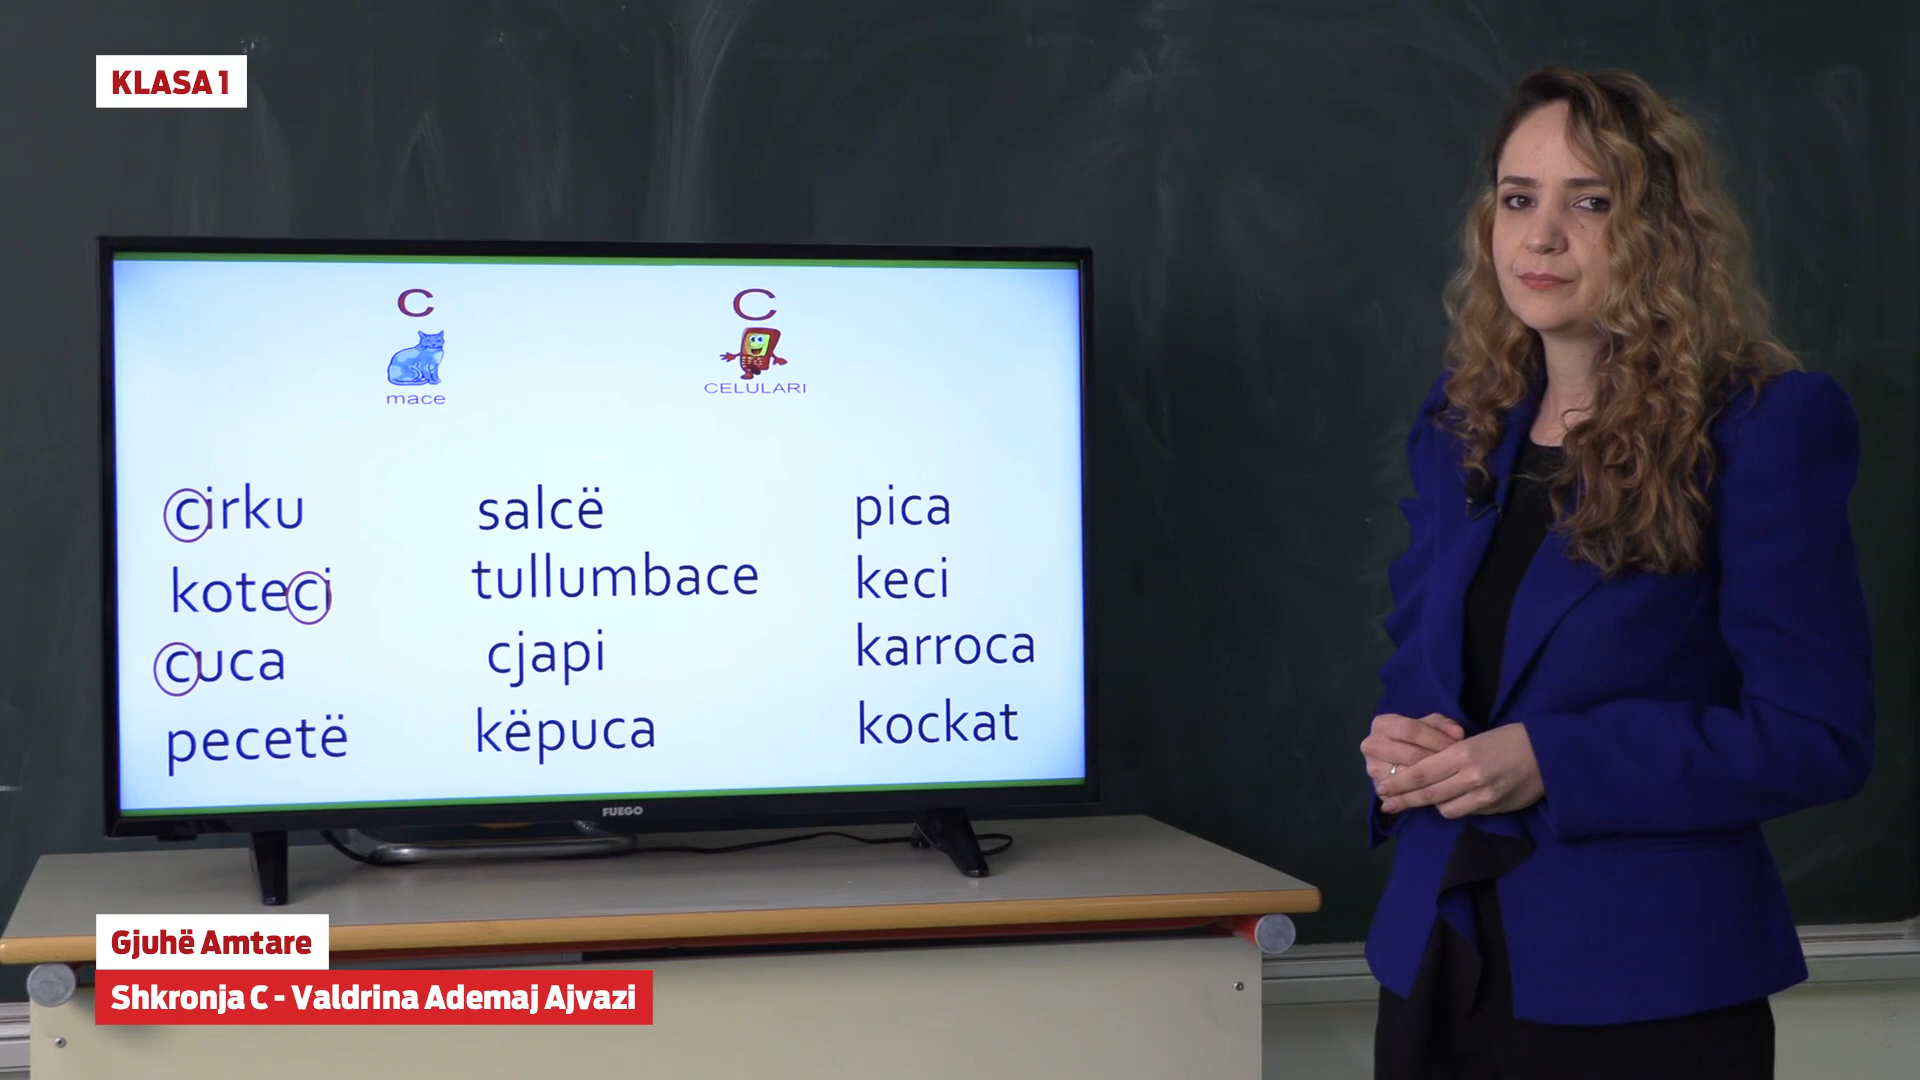 KLASA 1
C C
mace CELULARI
cirku salcë pica
koteci tullumbace keci
cuca cjapi karroca
pecetë këpuca kockat
FUEGO
Gjuhë Amtare
Shkronja C - Valdrina Ademaj Ajvazi